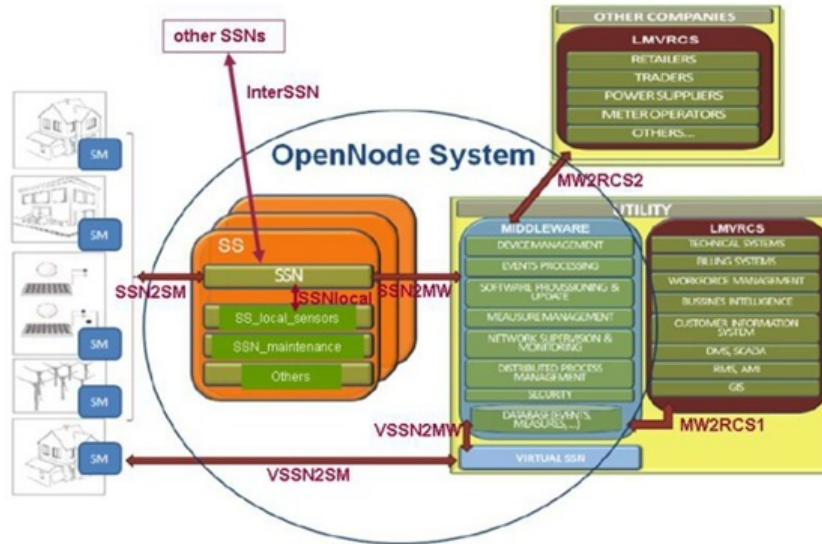 other SSNs
InterSSN
OTHER COMPANIES
LMVRCS
RETAILERS
TRADERS
POWER SUPPLIERS
METER OPERATORS
OTHERS...
OpenNode System
MW2RCS2
SM
SM
SM
SM
SM
SSN2SM
SS
SSN
SSNlocal
SS_local_sensors
SSN_maintenance
Others
SSN2MW
UTILITY
MIDDLEWARE
DEVICE MANAGEMENT
EVENTS PROCESSING
SOFTWARE PROVISIONING &
UPDATE
MEAUSURE MANAGEMENT
NETWORK SUPERVISION &
MONITORING
DISTRIBUTED PROCESS
MANAGEMENT
SECURITY
DATABASE (EVENTS,
MEASURES, ...)
LMVRCS
TECHNICAL SYSTEMS
BILLING SYSTEMS
WORKFORCE MANAGEMENT
BUSSINES INTELLIGENCE
CUSTOMER INFORMATION
SYSTEM
DMS, SCADA
RMS, AMI
GIS
VSSN2MW
MW2RCS1
VIRTUAL SSN
VSSN2SM